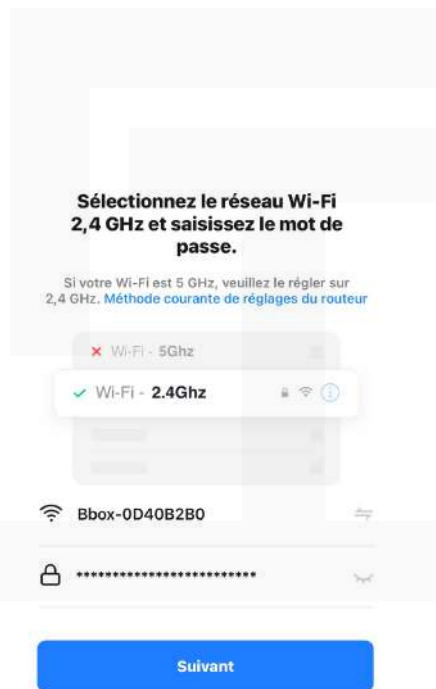 Sélectionnez le réseau Wi-Fi
2,4 GHz et saisissez le mot de
passe.
Si votre Wi-Fi est 5 GHz, veuillez le régler sur
2,4 GHz. Méthode courante de réglages du routeur
Wi-Fi - 5Ghz
Wi-Fi - 2.4Ghz
Bbox-0D40B2B0
*************************
Suivant